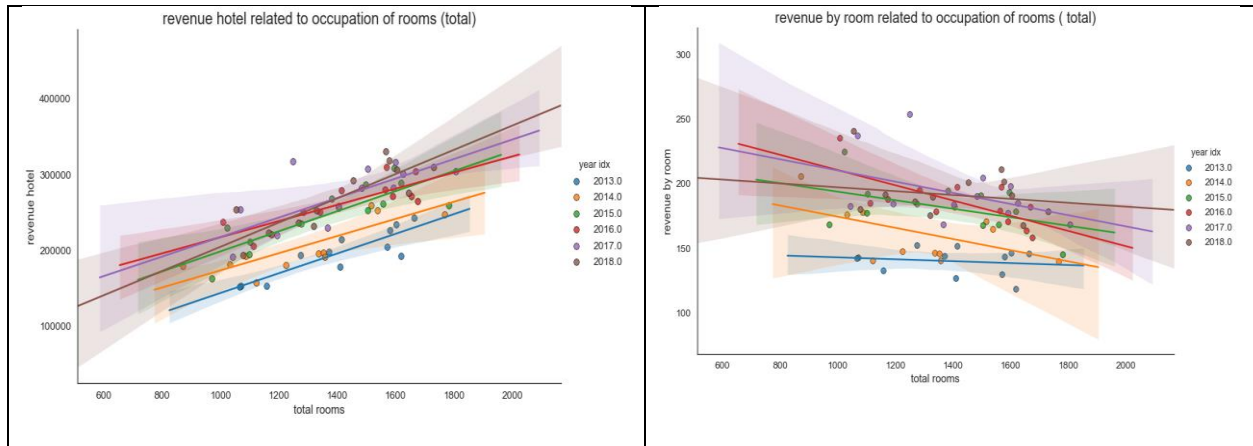 revenue hotel related to occupation of rooms (total)
revenue hotel
400000
300000
200000
100000
600 800 1000 1200 1400 1600 1800 2000
total rooms
year idx
2013.0
2014.0
2015.0
2016.0
2017.0
2018.0
revenue by room related to occupation of rooms ( total)
revenue by room
300
250
200
150
100
600 800 1000 1200 1400 1600 1800 2000
total rooms
year idx
2013.0
2014.0
2015.0
2016.0
2017.0
2018.0